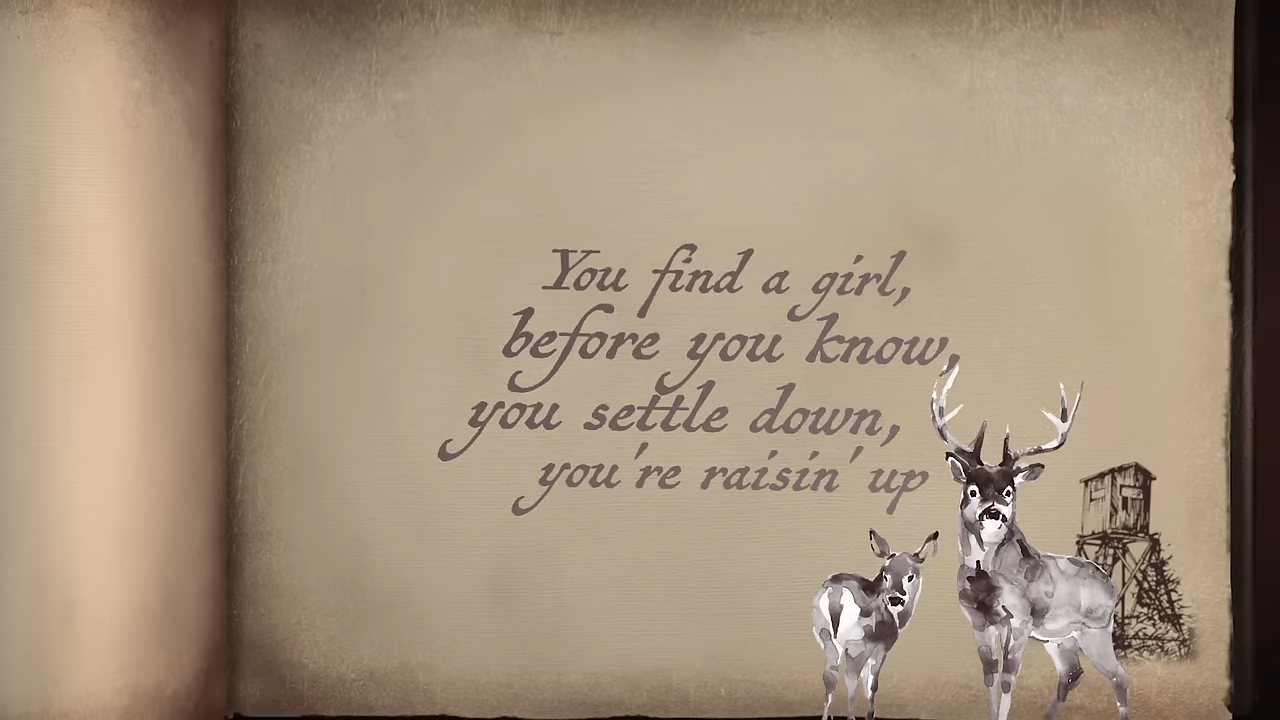 You find a girl,
before you know,
you settle down,
you're raisin' up